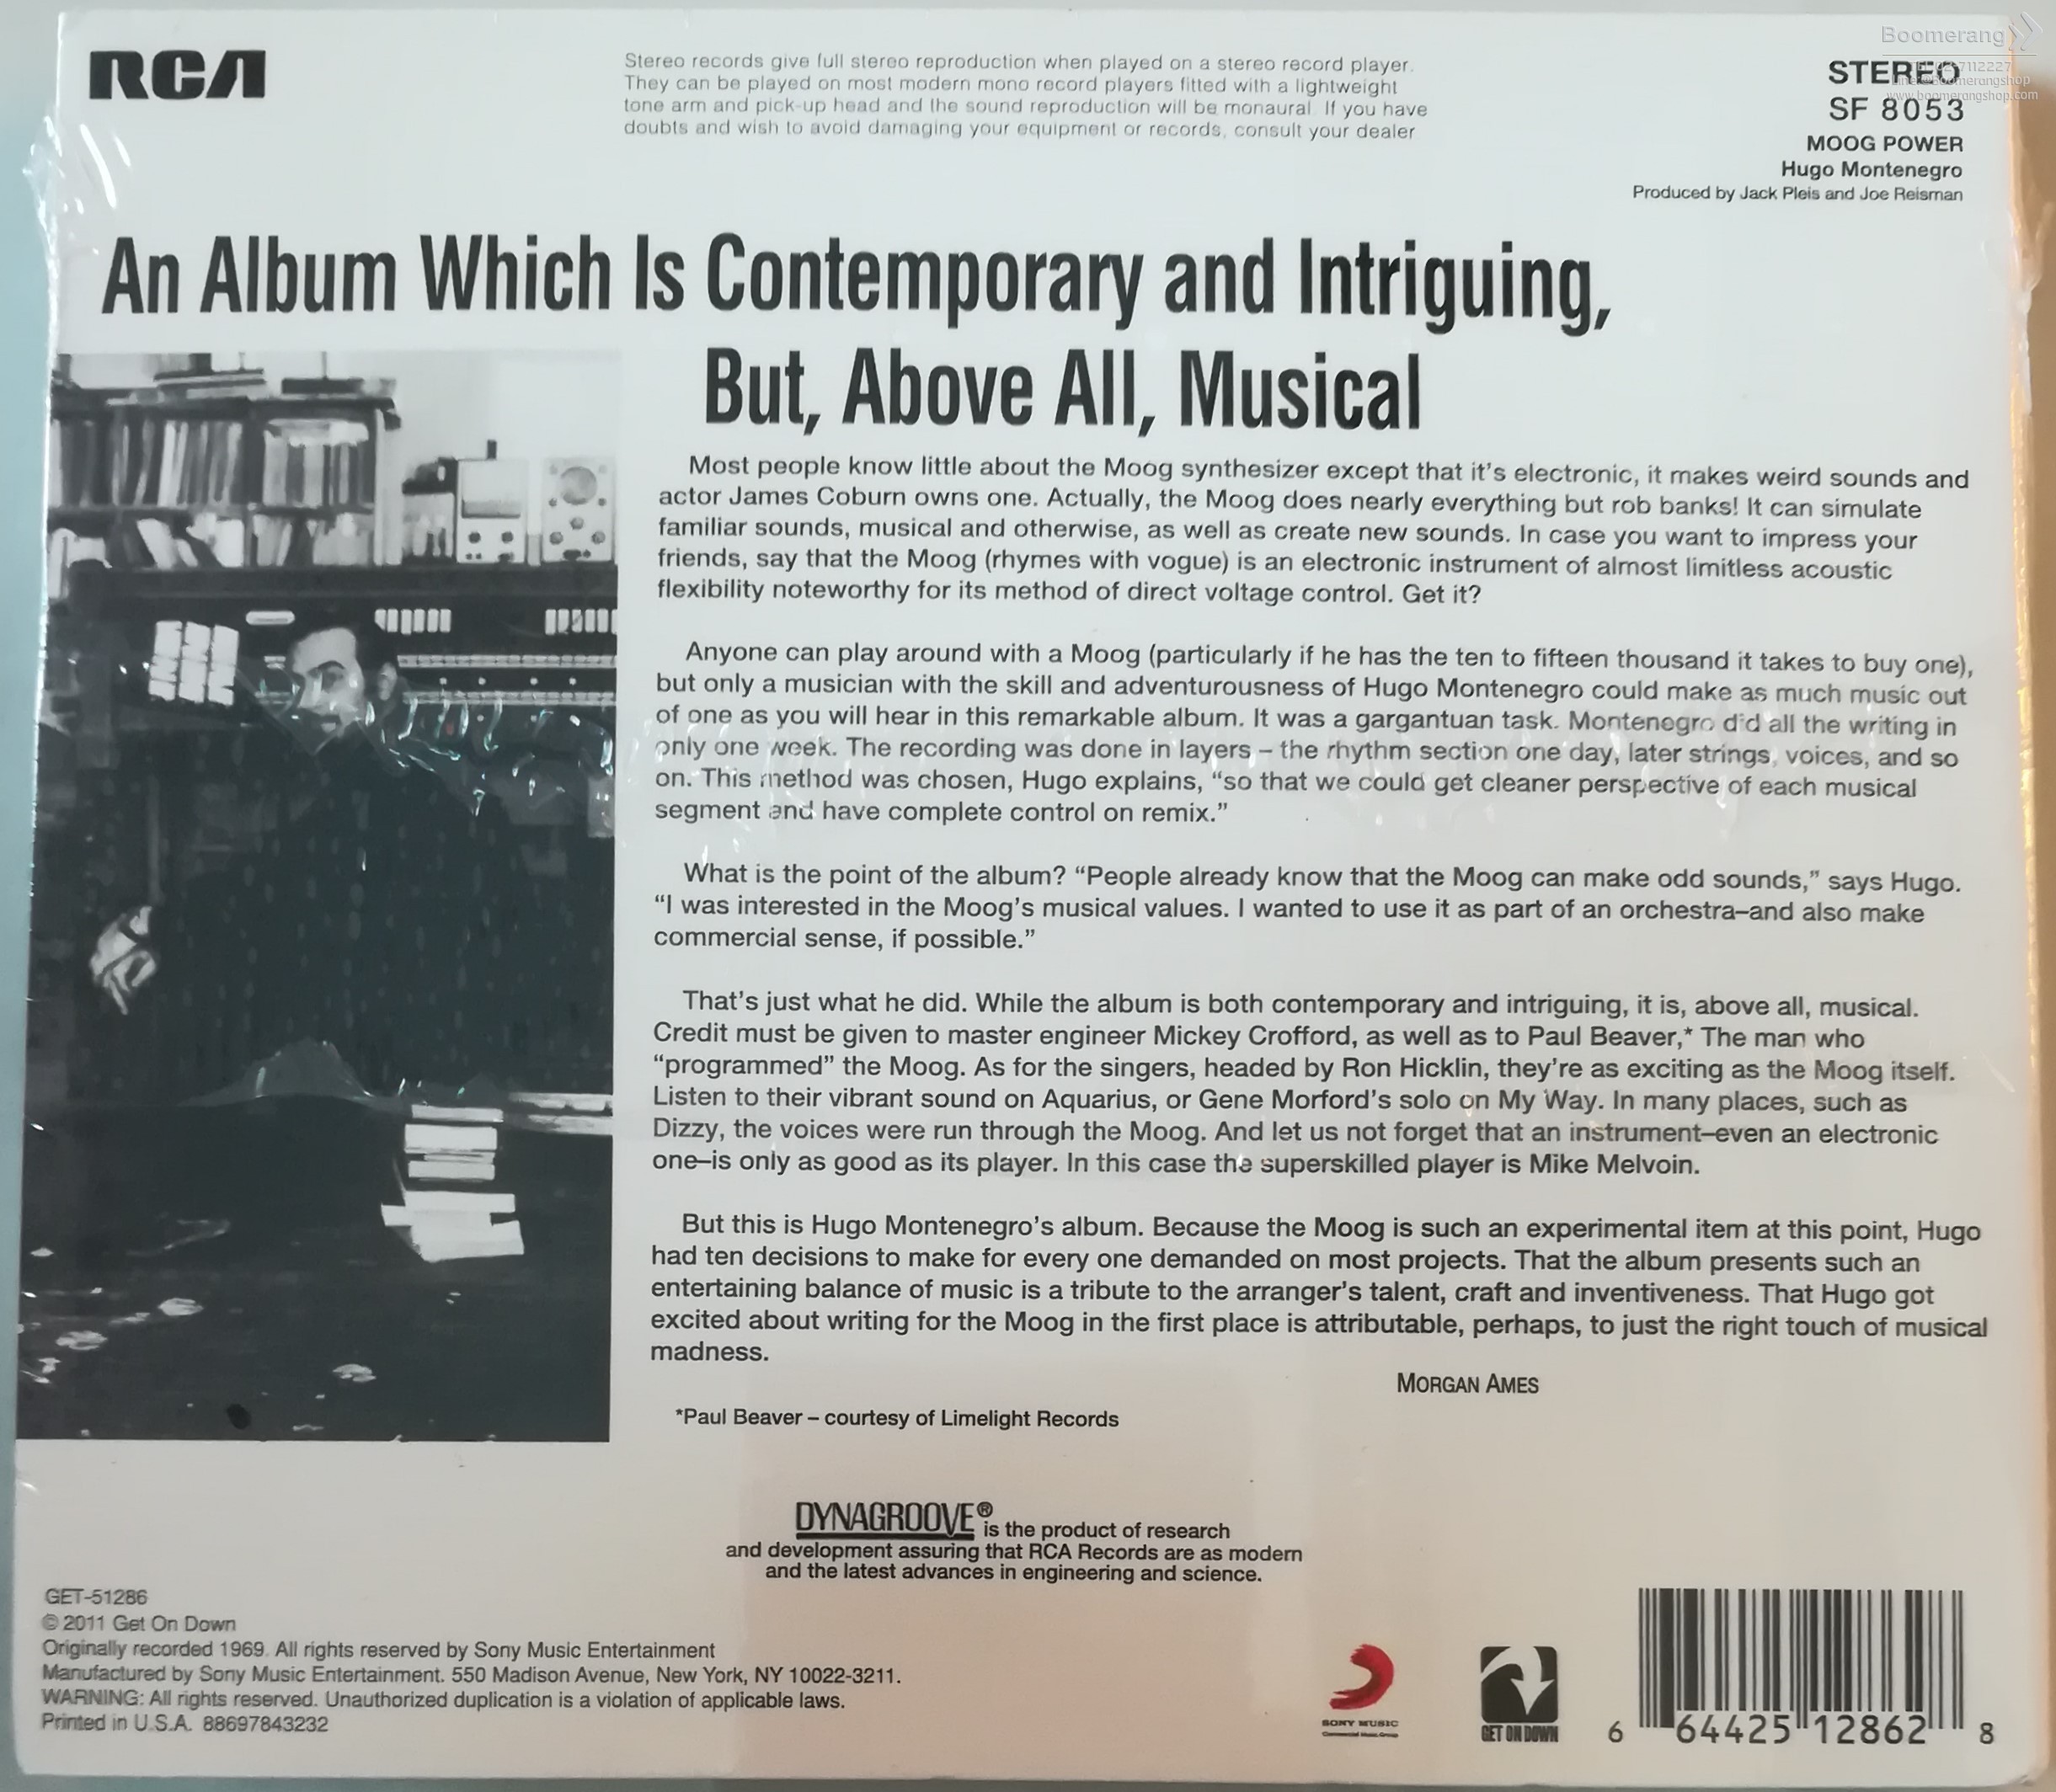 RCA
Stereo records give full stereo reproduction when played on a stereo record player.
They can be played on most modern mono record players fitted with a lightweight
tone arm and pick-up head and the sound reproduction will be monaural. If you have
doubts and wish to avoid damaging your equipment or records, consult your dealer
Boomerang
www.boomerangshop.com
STEREO
SF 8053
MOOG POWER
Hugo Montenegro
Produced by Jack Pleis and Joe Reisman
An Album Which Is Contemporary and Intriguing,
But, Above All, Musical
Most people know little about the Moog synthesizer except that it's electronic, it makes weird sounds and
actor James Coburn owns one. Actually, the Moog does nearly everything but rob banks! It can simulate
familiar sounds, musical and otherwise, as well as create new sounds. In case you want to impress your
friends, say that the Moog (rhymes with vogue) is an electronic instrument of almost limitless acoustic
flexibility noteworthy for its method of direct voltage control. Get it?
Anyone can play around with a Moog (particularly if he has the ten to fifteen thousand it takes to buy one),
but only a musician with the skill and adventurousness of Hugo Montenegro could make as much music out
of one as you will hear in this remarkable album. It was a gargantuan task. Montenegro did all the writing in
only one week. The recording was done in layers – the rhythm section one day, later strings, voices, and so
on. This method was chosen, Hugo explains, “so that we could get cleaner perspective of each musical
segment and have complete control on remix.”
What is the point of the album? “People already know that the Moog can make odd sounds,” says Hugo.
“I was interested in the Moog’s musical values. I wanted to use it as part of an orchestra–and also make
commercial sense, if possible.”
That’s just what he did. While the album is both contemporary and intriguing, it is, above all, musical.
Credit must be given to master engineer Mickey Crofford, as well as to Paul Beaver,* The man who
“programmed” the Moog. As for the singers, headed by Ron Hicklin, they’re as exciting as the Moog itself.
Listen to their vibrant sound on Aquarius, or Gene Morford’s solo on My Way. In many places, such as
Dizzy, the voices were run through the Moog. And let us not forget that an instrument–even an electronic
one–is only as good as its player. In this case the superskilled player is Mike Melvoin.
But this is Hugo Montenegro’s album. Because the Moog is such an experimental item at this point, Hugo
had ten decisions to make for every one demanded on most projects. That the album presents such an
entertaining balance of music is a tribute to the arranger’s talent, craft and inventiveness. That Hugo got
excited about writing for the Moog in the first place is attributable, perhaps, to just the right touch of musical
madness.
MORGAN AMES
*Paul Beaver – courtesy of Limelight Records
DYNAGROOVE® is the product of research
and development assuring that RCA Records are as modern
and the latest advances in engineering and science.
GET-51286
© 2011 Get On Down
Originally recorded 1969. All rights reserved by Sony Music Entertainment
Manufactured by Sony Music Entertainment. 550 Madison Avenue, New York, NY 10022-3211.
WARNING: All rights reserved. Unauthorized duplication is a violation of applicable laws.
Printed in U.S.A. 88697843232
SONY MUSIC
Commercial Music Group
GET ON DOWN
6 64425 12862 8